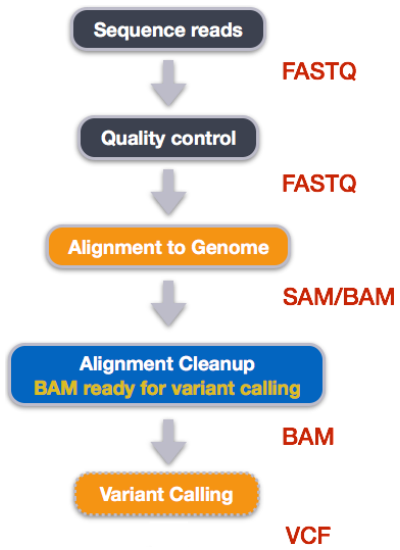 Sequence reads
FASTQ
Quality control
FASTQ
Alignment to Genome
SAM/BAM
Alignment Cleanup
BAM ready for variant calling
BAM
Variant Calling
VCF